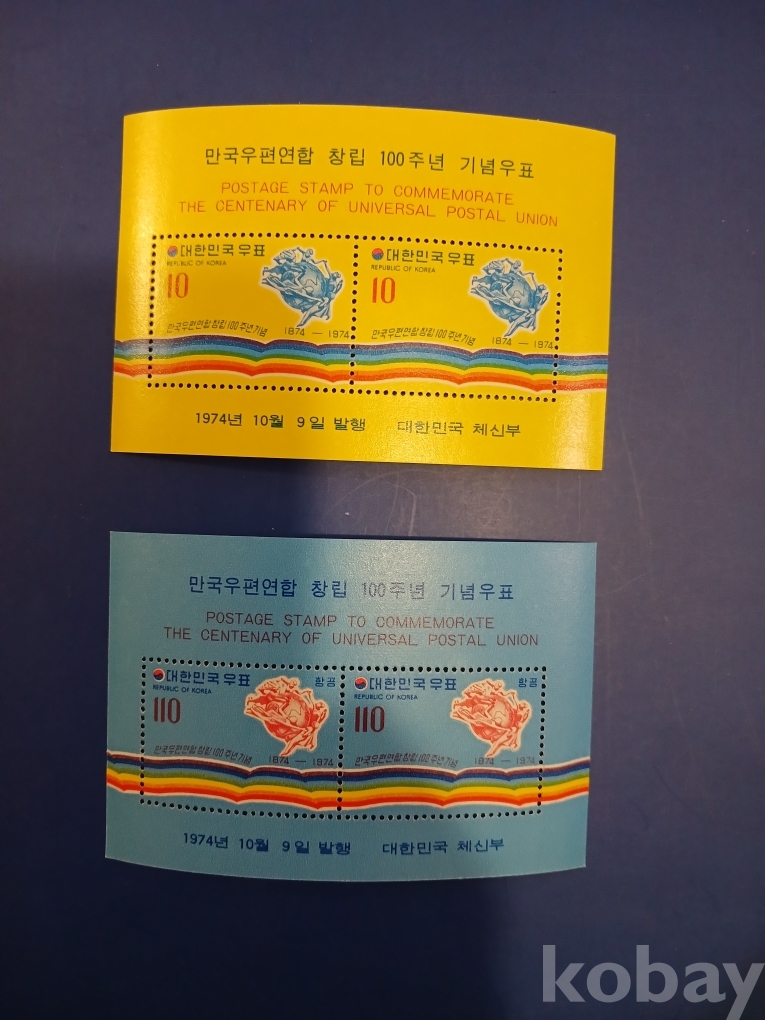 만국우편연합 창립 100주년 기념우표
POSTAGE STAMP TO COMMEMORATE
THE CENTENARY OF UNIVERSAL POSTAL UNION
대한민국우표
REPUBLIC OF KOREA
10
만국우편연합창립100주년기념
1874 — 1974
대한민국우표
REPUBLIC OF KOREA
10
만국우편연합창립100주년기념
1874 — 1974
1974년 10월 9일 발행 대한민국 체신부
만국우편연합 창립 100주년 기념우표
POSTAGE STAMP TO COMMEMORATE
THE CENTENARY OF UNIVERSAL POSTAL UNION
대한민국우표 항공
REPUBLIC OF KOREA
110
만국우편연합창립100주년기념
1874 — 1974
대한민국우표 항공
REPUBLIC OF KOREA
110
만국우편연합창립100주년기념
1874 — 1974
1974년 10월 9일 발행 대한민국 체신부
kobay